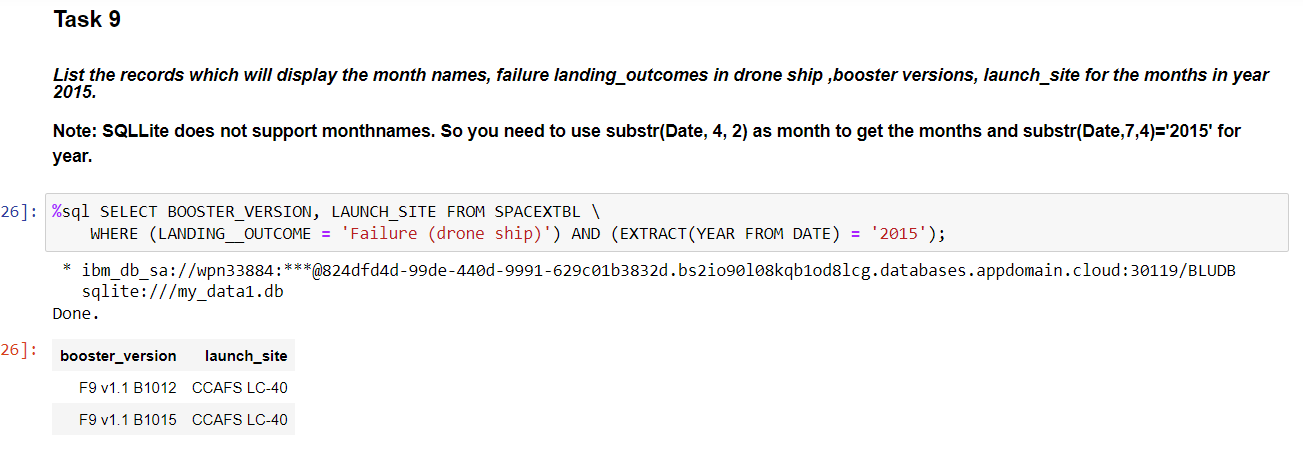 Task 9
List the records which will display the month names, failure landing_outcomes in drone ship ,booster versions, launch_site for the months in year
2015.
Note: SQLLite does not support monthnames. So you need to use substr(Date, 4, 2) as month to get the months and substr(Date,7,4)='2015' for
year.
26]: %sql SELECT BOOSTER_VERSION, LAUNCH_SITE FROM SPACEXTBL \
WHERE (LANDING__OUTCOME = 'Failure (drone ship)') AND (EXTRACT(YEAR FROM DATE) = '2015');
* ibm_db_sa://wpn33884:***@824dfd4d-99de-440d-9991-629c01b3832d.bs2io90l08kqb1od8lcg.databases.appdomain.cloud:30119/BLUDB
sqlite:///my_data1.db
Done.
26]: booster_version launch_site
F9 v1.1 B1012 CCAFS LC-40
F9 v1.1 B1015 CCAFS LC-40